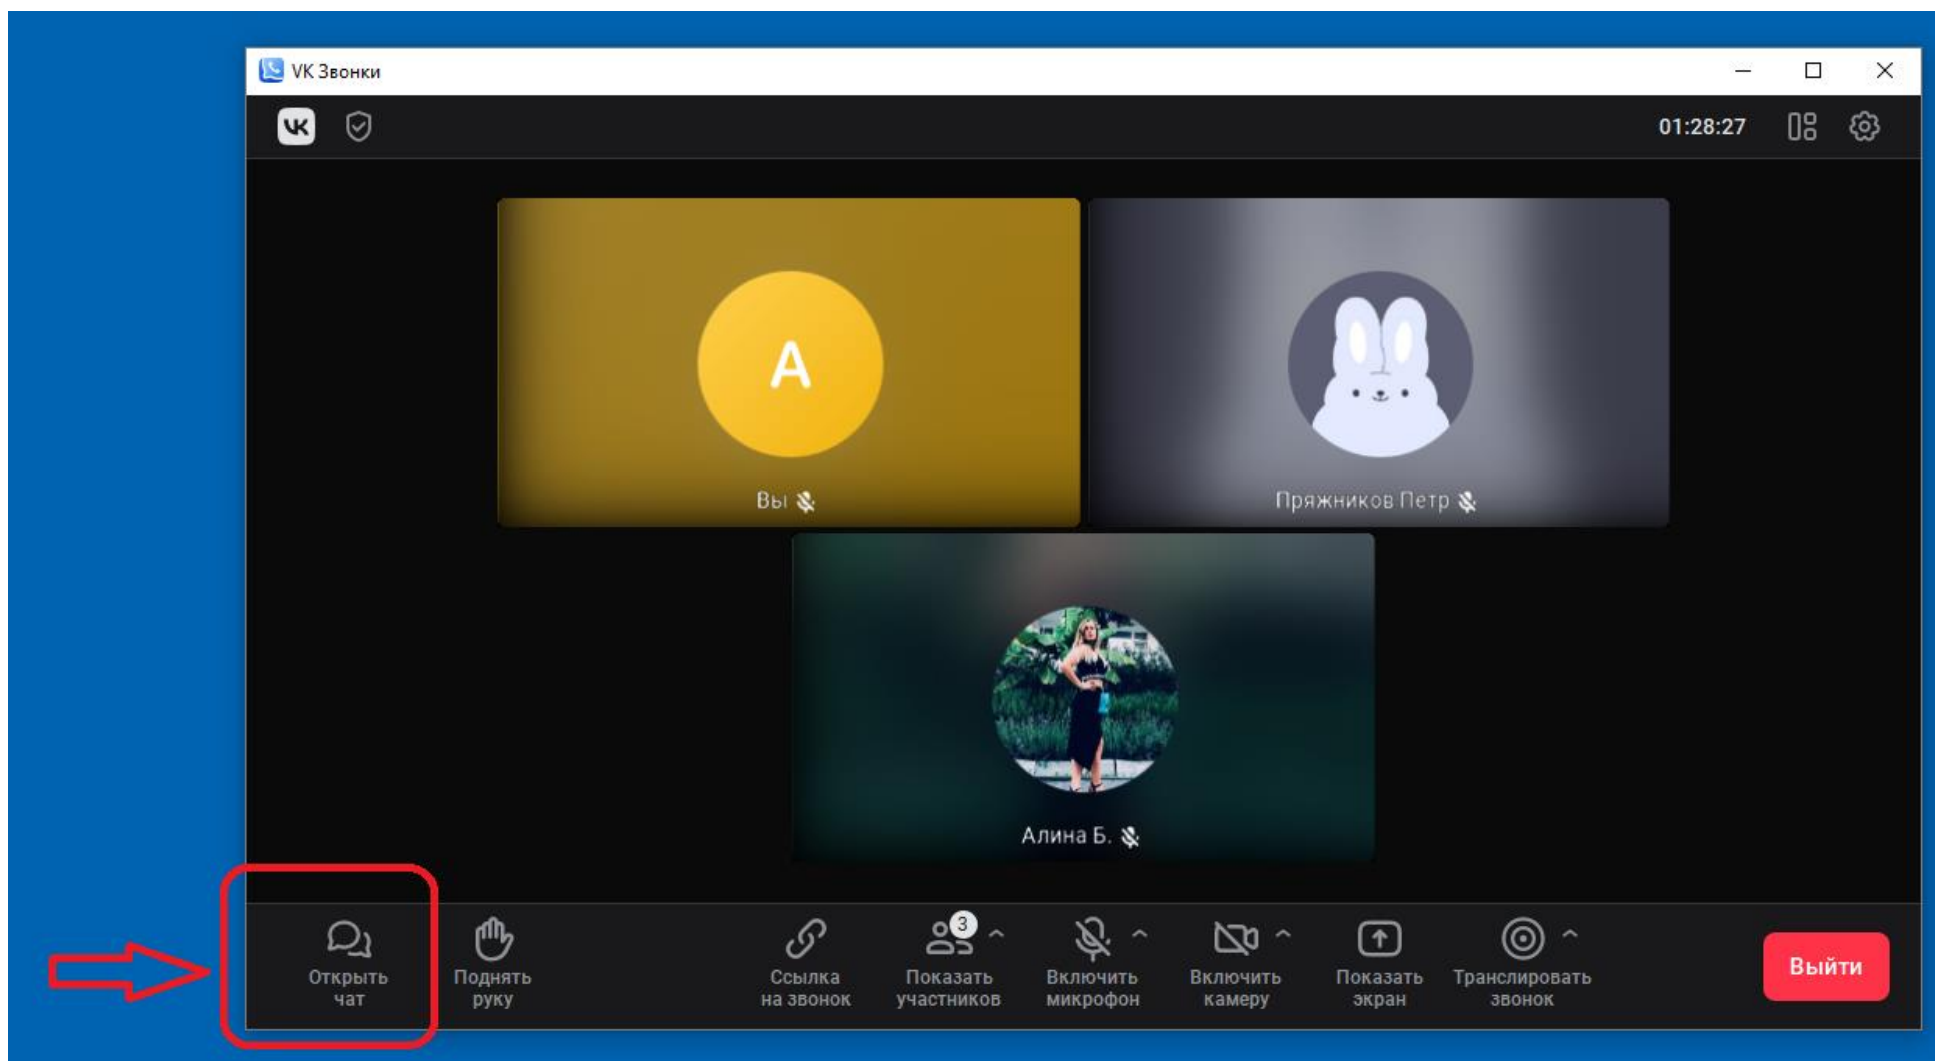 VK Звонки
VK
01:28:27
A
Вы
Пряжников Петр
Алина Б.
3
Открыть
чат
Поднять
руку
Ссылка
на звонок
Показать
участников
Включить
микрофон
Включить
камеру
Показать
экран
Транслировать
звонок
Выйти